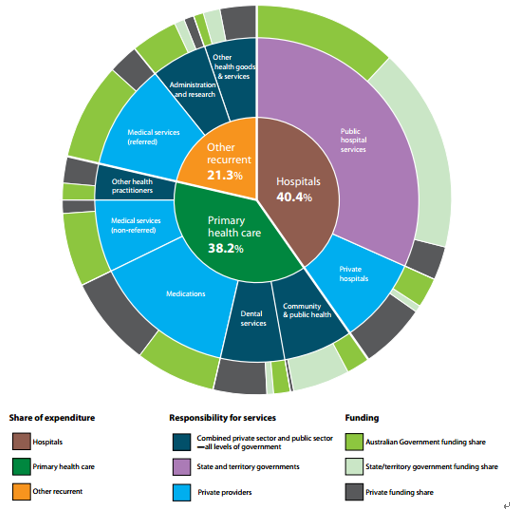 Other
health goods
& services
Administration
and research
Public
hospital
services
Medical services
(referred)
Other
recurrent
21.3%
Hospitals
40.4%
Other health
practitioners
Primary
health care
38.2%
Medical services
(non-referred)
Private
hospitals
Medications
Community
& public health
Dental
services
Share of expenditure
Hospitals
Primary health care
Other recurrent
Responsibility for services
Combined private sector and public sector
—all levels of government
State and territory governments
Private providers
Funding
Australian Government funding share
State/territory government funding share
Private funding share